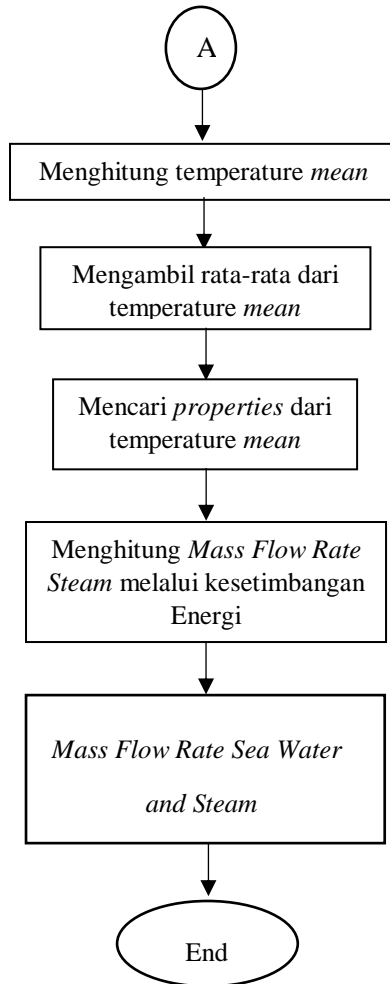 A
Menghitung temperature mean
Mengambil rata-rata dari
temperature mean
Mencari properties dari
temperature mean
Menghitung Mass Flow Rate
Steam melalui kesetimbangan
Energi
Mass Flow Rate Sea Water
and Steam
End